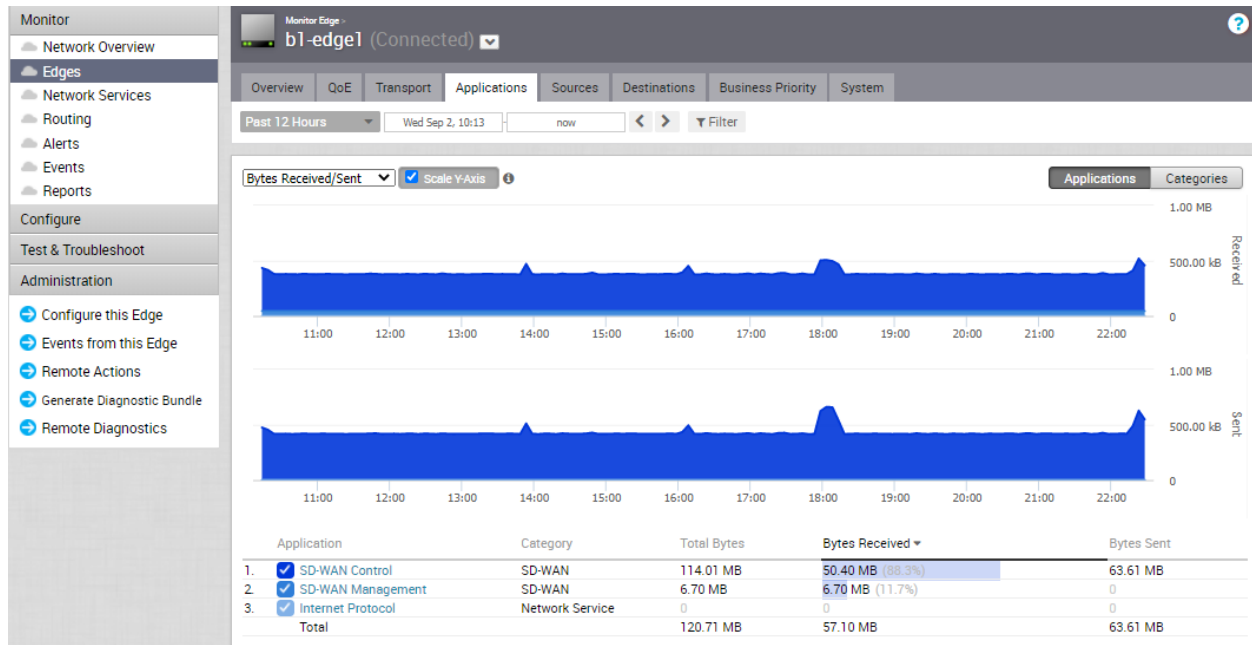 Monitor
Network Overview
Edges
Network Services
Routing
Alerts
Events
Reports
Configure
Test & Troubleshoot
Administration
Configure this Edge
Events from this Edge
Remote Actions
Generate Diagnostic Bundle
Remote Diagnostics
Monitor Edge >
b1-edge1 (Connected)
?
Overview QoE Transport Applications Sources Destinations Business Priority System
Past 12 Hours Wed Sep 2, 10:13 - now < > Filter
Bytes Received/Sent Scale Y-Axis i Applications Categories
1.00 MB
500.00 kB
0
Received
11:00 12:00 13:00 14:00 15:00 16:00 17:00 18:00 19:00 20:00 21:00 22:00
1.00 MB
500.00 kB
0
Sent
11:00 12:00 13:00 14:00 15:00 16:00 17:00 18:00 19:00 20:00 21:00 22:00
Application Category Total Bytes Bytes Received Bytes Sent
1. SD-WAN Control SD-WAN 114.01 MB 50.40 MB (88.3%) 63.61 MB
2. SD-WAN Management SD-WAN 6.70 MB 6.70 MB (11.7%) 0
3. Internet Protocol Network Service 0 0 0
Total 120.71 MB 57.10 MB 63.61 MB